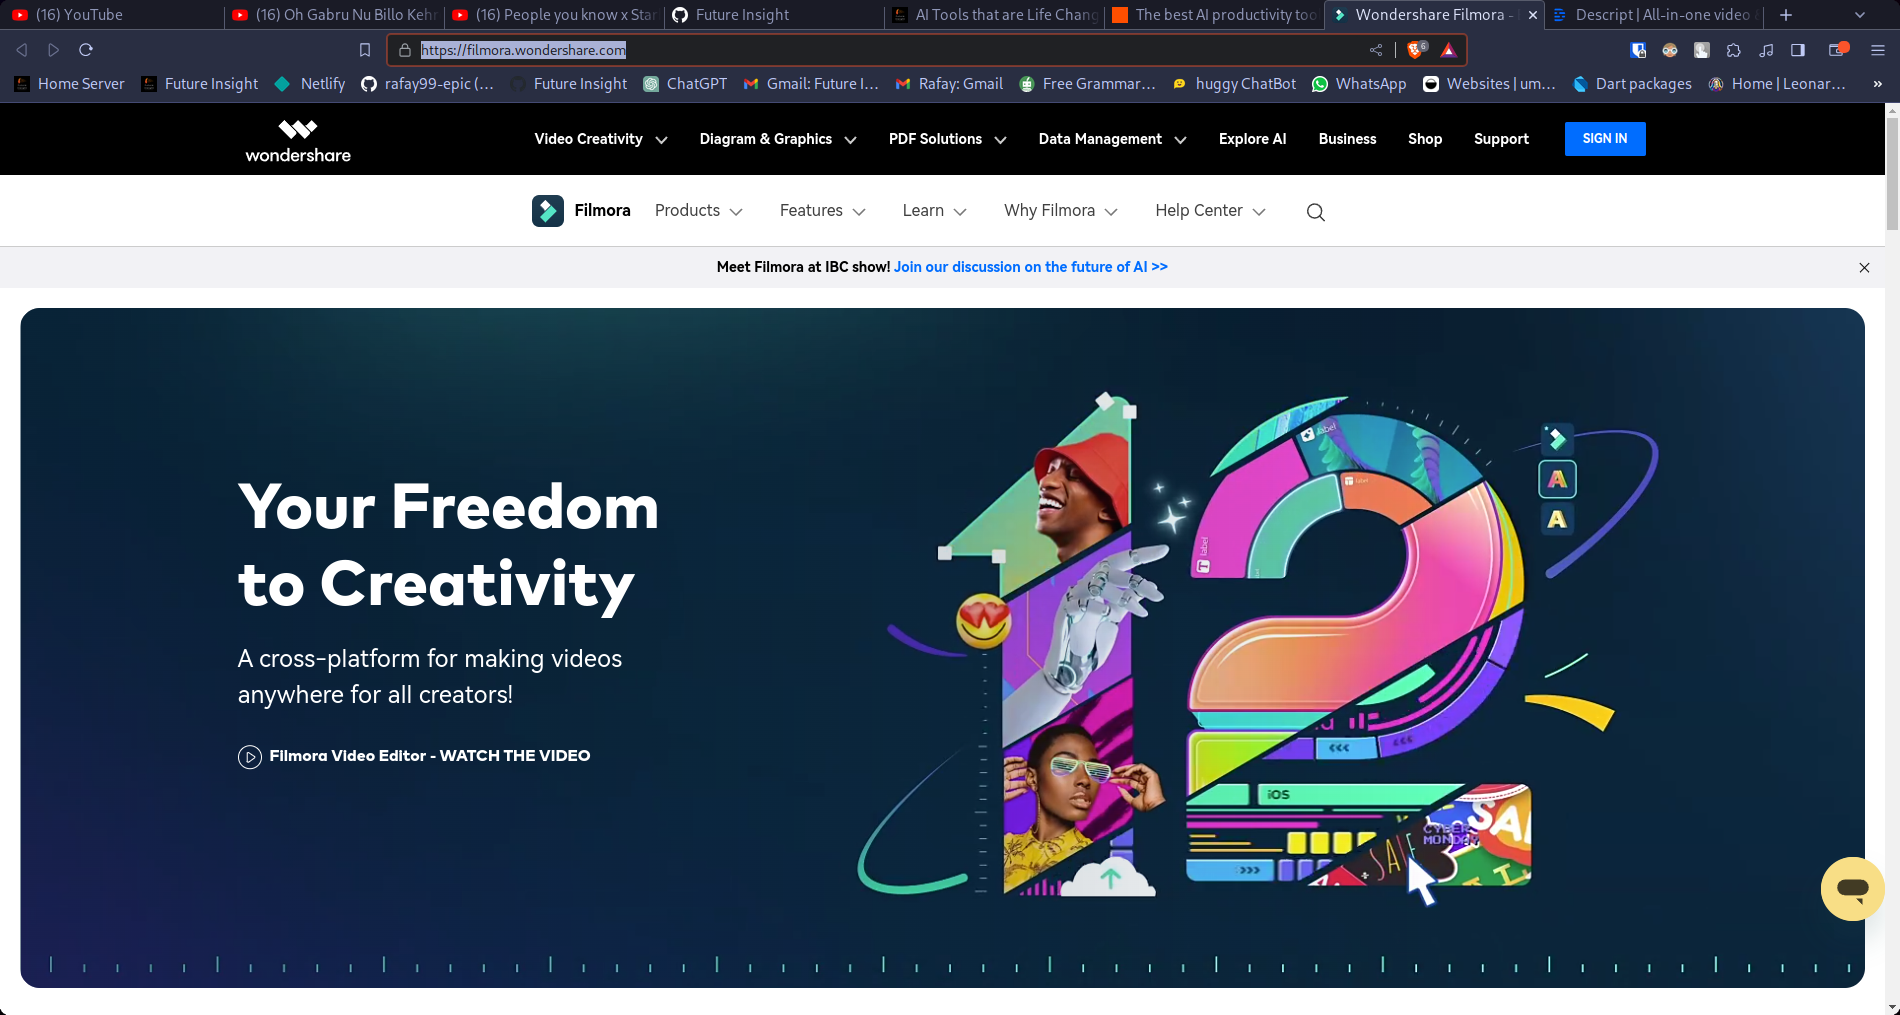 (16) YouTube
(16) Oh Gabru Nu Billo Kehr
(16) People you know x Star
Future Insight
AI Tools that are Life Chang
The best AI productivity too
Wondershare Filmora -
Descript | All-in-one video
https://filmora.wondershare.com
6
Home Server
Future Insight
Netlify
rafay99-epic (...
Future Insight
ChatGPT
Gmail: Future I...
Rafay: Gmail
Free Grammar...
huggy ChatBot
WhatsApp
Websites | um...
Dart packages
Home | Leonar...
»
wondershare
Video Creativity
Diagram & Graphics
PDF Solutions
Data Management
Explore AI
Business
Shop
Support
SIGN IN
Filmora
Products
Features
Learn
Why Filmora
Help Center
Meet Filmora at IBC show! Join our discussion on the future of AI >>
label
label
label
A
A
Your Freedom
to Creativity
A cross-platform for making videos
anywhere for all creators!
Filmora Video Editor - WATCH THE VIDEO
iOS
CYBER
MONDAY
SALE
SA